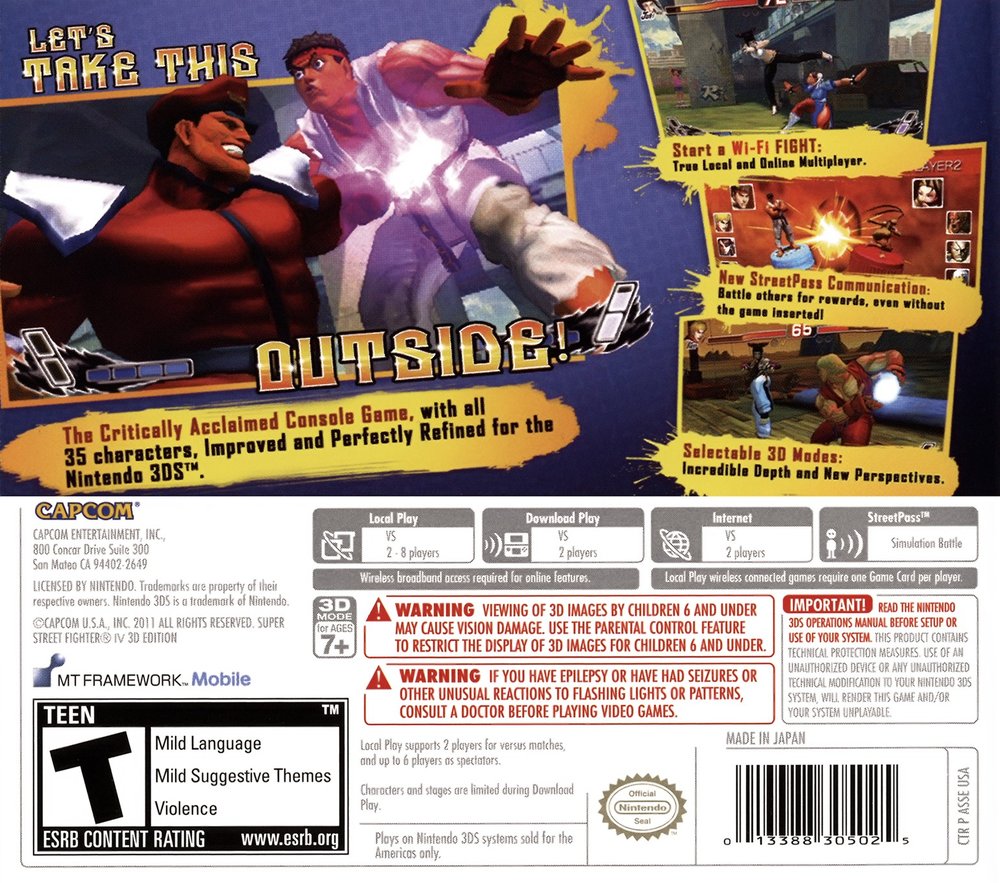 LET'S
TAKE THIS
OUTSIDE!
The Critically Acclaimed Console Game, with all
35 characters, Improved and Perfectly Refined for the
Nintendo 3DS™.
Start a Wi-Fi FIGHT:
True Local and Online Multiplayer.
PLAYER2
New StreetPass Communication:
Battle others for rewards, even without
the game inserted!
65
Selectable 3D Modes:
Incredible Depth and New Perspectives.
CAPCOM®
CAPCOM ENTERTAINMENT, INC.,
800 Concar Drive Suite 300
San Mateo CA 94402-2649
LICENSED BY NINTENDO. Trademarks are property of their
respective owners. Nintendo 3DS is a trademark of Nintendo.
©CAPCOM U.S.A., INC. 2011 ALL RIGHTS RESERVED. SUPER
STREET FIGHTER® IV 3D EDITION
MT FRAMEWORK™ Mobile
TEEN ™
T
Mild Language
Mild Suggestive Themes
Violence
ESRB CONTENT RATING www.esrb.org
Local Play
VS
2 - 8 players
Download Play
VS
2 players
Internet
VS
2 players
StreetPass™
Simulation Battle
Wireless broadband access required for online features.
Local Play wireless connected games require one Game Card per player.
3D
MODE
for AGES
7+
WARNING VIEWING OF 3D IMAGES BY CHILDREN 6 AND UNDER
MAY CAUSE VISION DAMAGE. USE THE PARENTAL CONTROL FEATURE
TO RESTRICT THE DISPLAY OF 3D IMAGES FOR CHILDREN 6 AND UNDER.
WARNING IF YOU HAVE EPILEPSY OR HAVE HAD SEIZURES OR
OTHER UNUSUAL REACTIONS TO FLASHING LIGHTS OR PATTERNS,
CONSULT A DOCTOR BEFORE PLAYING VIDEO GAMES.
IMPORTANT! READ THE NINTENDO
3DS OPERATIONS MANUAL BEFORE SETUP OR
USE OF YOUR SYSTEM. THIS PRODUCT CONTAINS
TECHNICAL PROTECTION MEASURES. USE OF AN
UNAUTHORIZED DEVICE OR ANY UNAUTHORIZED
TECHNICAL MODIFICATION TO YOUR NINTENDO 3DS
SYSTEM, WILL RENDER THIS GAME AND/OR
YOUR SYSTEM UNPLAYABLE.
Local Play supports 2 players for versus matches,
and up to 6 players as spectators.
Characters and stages are limited during Download
Play.
Plays on Nintendo 3DS systems sold for the
Americas only.
Official
Nintendo
Seal
MADE IN JAPAN
0 13388 30502 5
CTR P ASSE USA